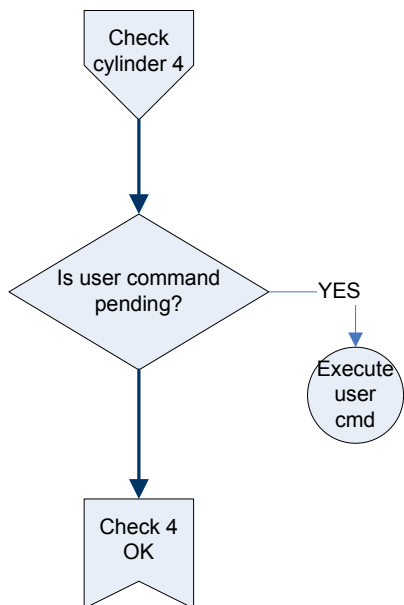 Check
cylinder 4
Is user command
pending?
YES
Execute
user
cmd
Check 4
OK